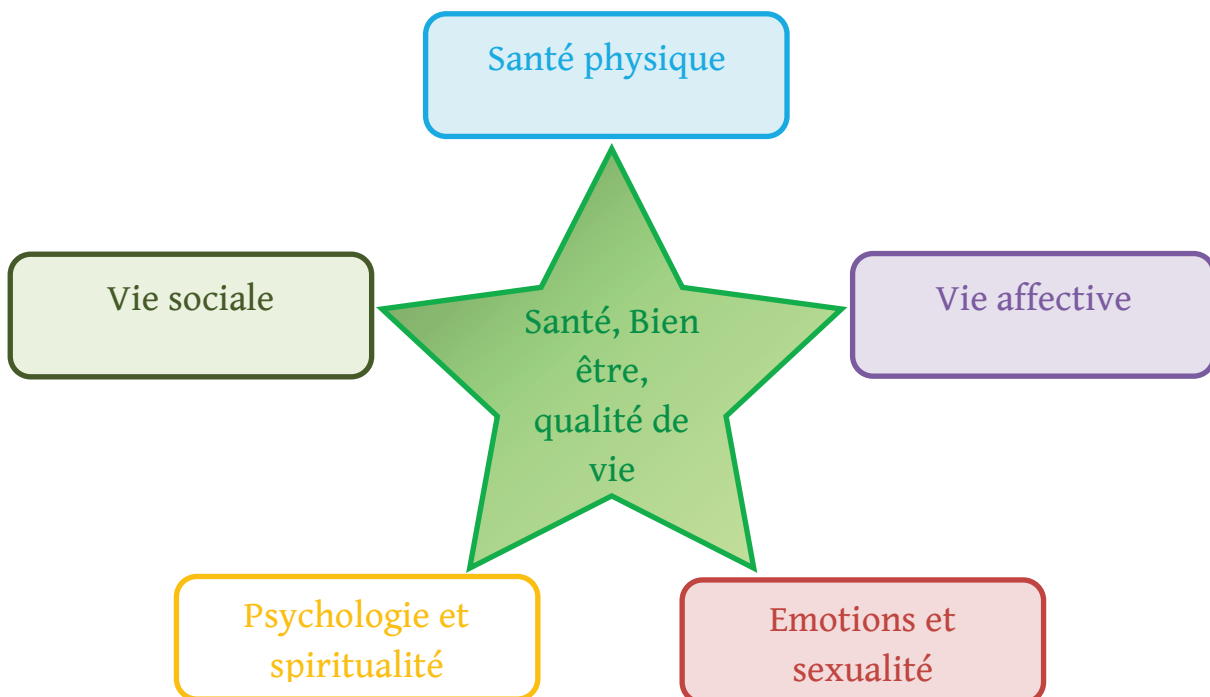 Santé physique
Vie sociale
Vie affective
Santé, Bien
être,
qualité de
vie
Psychologie et
spiritualité
Emotions et
sexualité